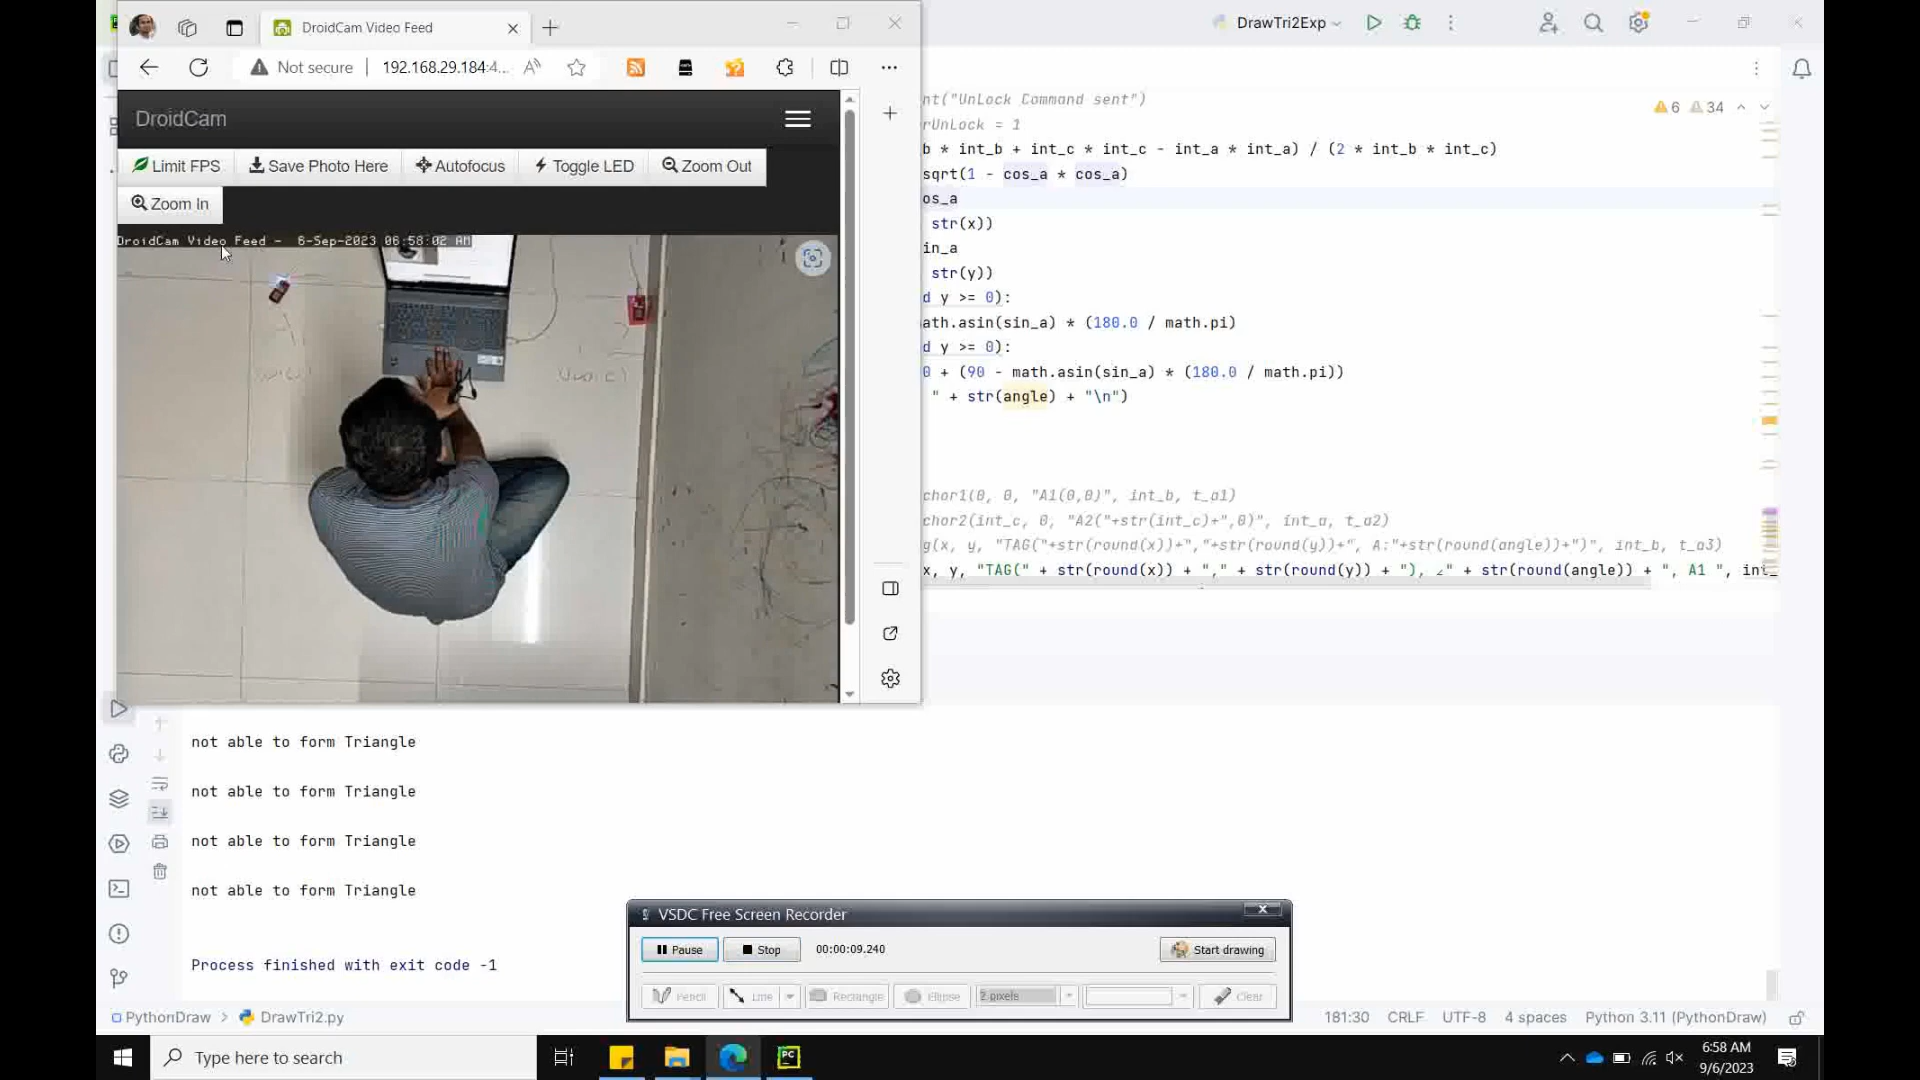 DroidCam Video Feed
Not secure
192.168.29.184:4...
DroidCam
Limit FPS
Save Photo Here
Autofocus
Toggle LED
Zoom Out
Zoom In
DroidCam Video Feed - 6-Sep-2023 06:58:02 AM
DrawTri2Exp
6 34
nt("UnLock Command sent")
rUnLock = 1
b * int_b + int_c * int_c - int_a * int_a) / (2 * int_b * int_c)
sqrt(1 - cos_a * cos_a)
os_a
str(x))
in_a
str(y))
d y >= 0):
ath.asin(sin_a) * (180.0 / math.pi)
d y >= 0):
0 + (90 - math.asin(sin_a) * (180.0 / math.pi))
" + str(angle) + "\n")
chor1(0, 0, "A1(0,0)", int_b, t_a1)
chor2(int_c, 0, "A2("+str(int_c)+",0)", int_a, t_a2)
g(x, y, "TAG("+str(round(x))+","+str(round(y))+", A:"+str(round(angle))+")", int_b, t_a3)
x, y, "TAG(" + str(round(x)) + "," + str(round(y)) + "), ∠" + str(round(angle)) + ", A1 ", int_
not able to form Triangle
not able to form Triangle
not able to form Triangle
not able to form Triangle
Process finished with exit code -1
VSDC Free Screen Recorder
Pause
Stop
00:00:09.240
Start drawing
Pencil
Line
Rectangle
Ellipse
2 pixels
Clear
PythonDraw > DrawTri2.py
181:30 CRLF UTF-8 4 spaces Python 3.11 (PythonDraw)
Type here to search
PC
6:58 AM
9/6/2023